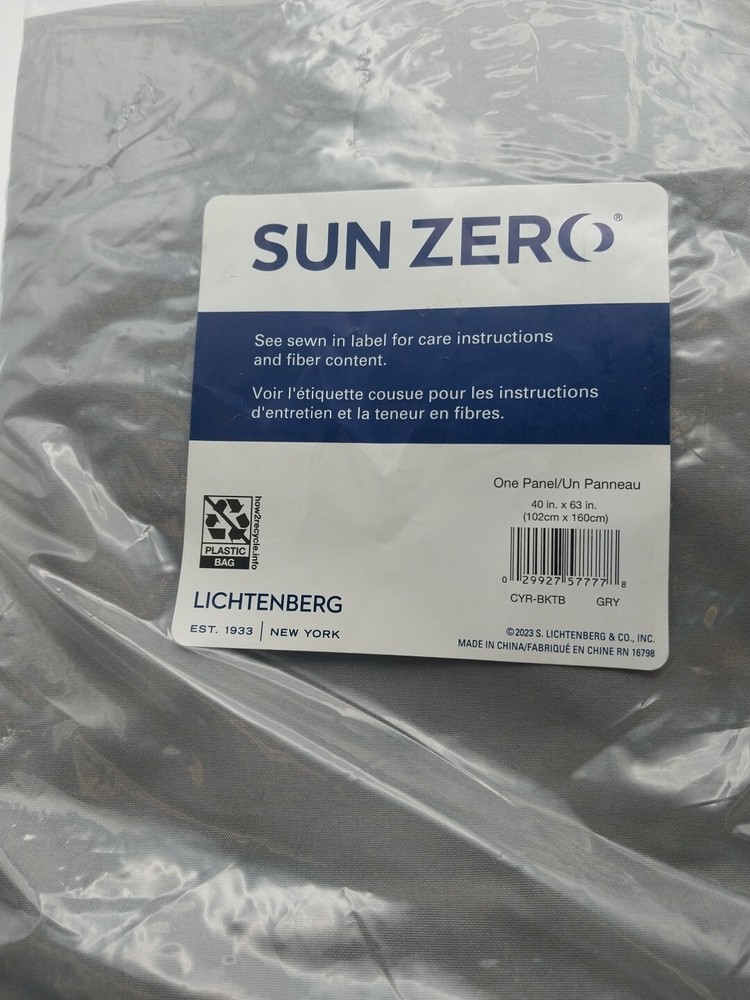 SUN ZERO®
See sewn in label for care instructions
and fiber content.
Voir l'étiquette cousue pour les instructions
d'entretien et la teneur en fibres.
One Panel/Un Panneau
40 in. x 63 in.
(102cm x 160cm)
0 29927 57777 8
CYR-BKTB GRY
PLASTIC
BAG
how2recycle.info
LICHTENBERG
EST. 1933 | NEW YORK
©2023 S. LICHTENBERG & CO., INC.
MADE IN CHINA/FABRIQUÉ EN CHINE RN 16798